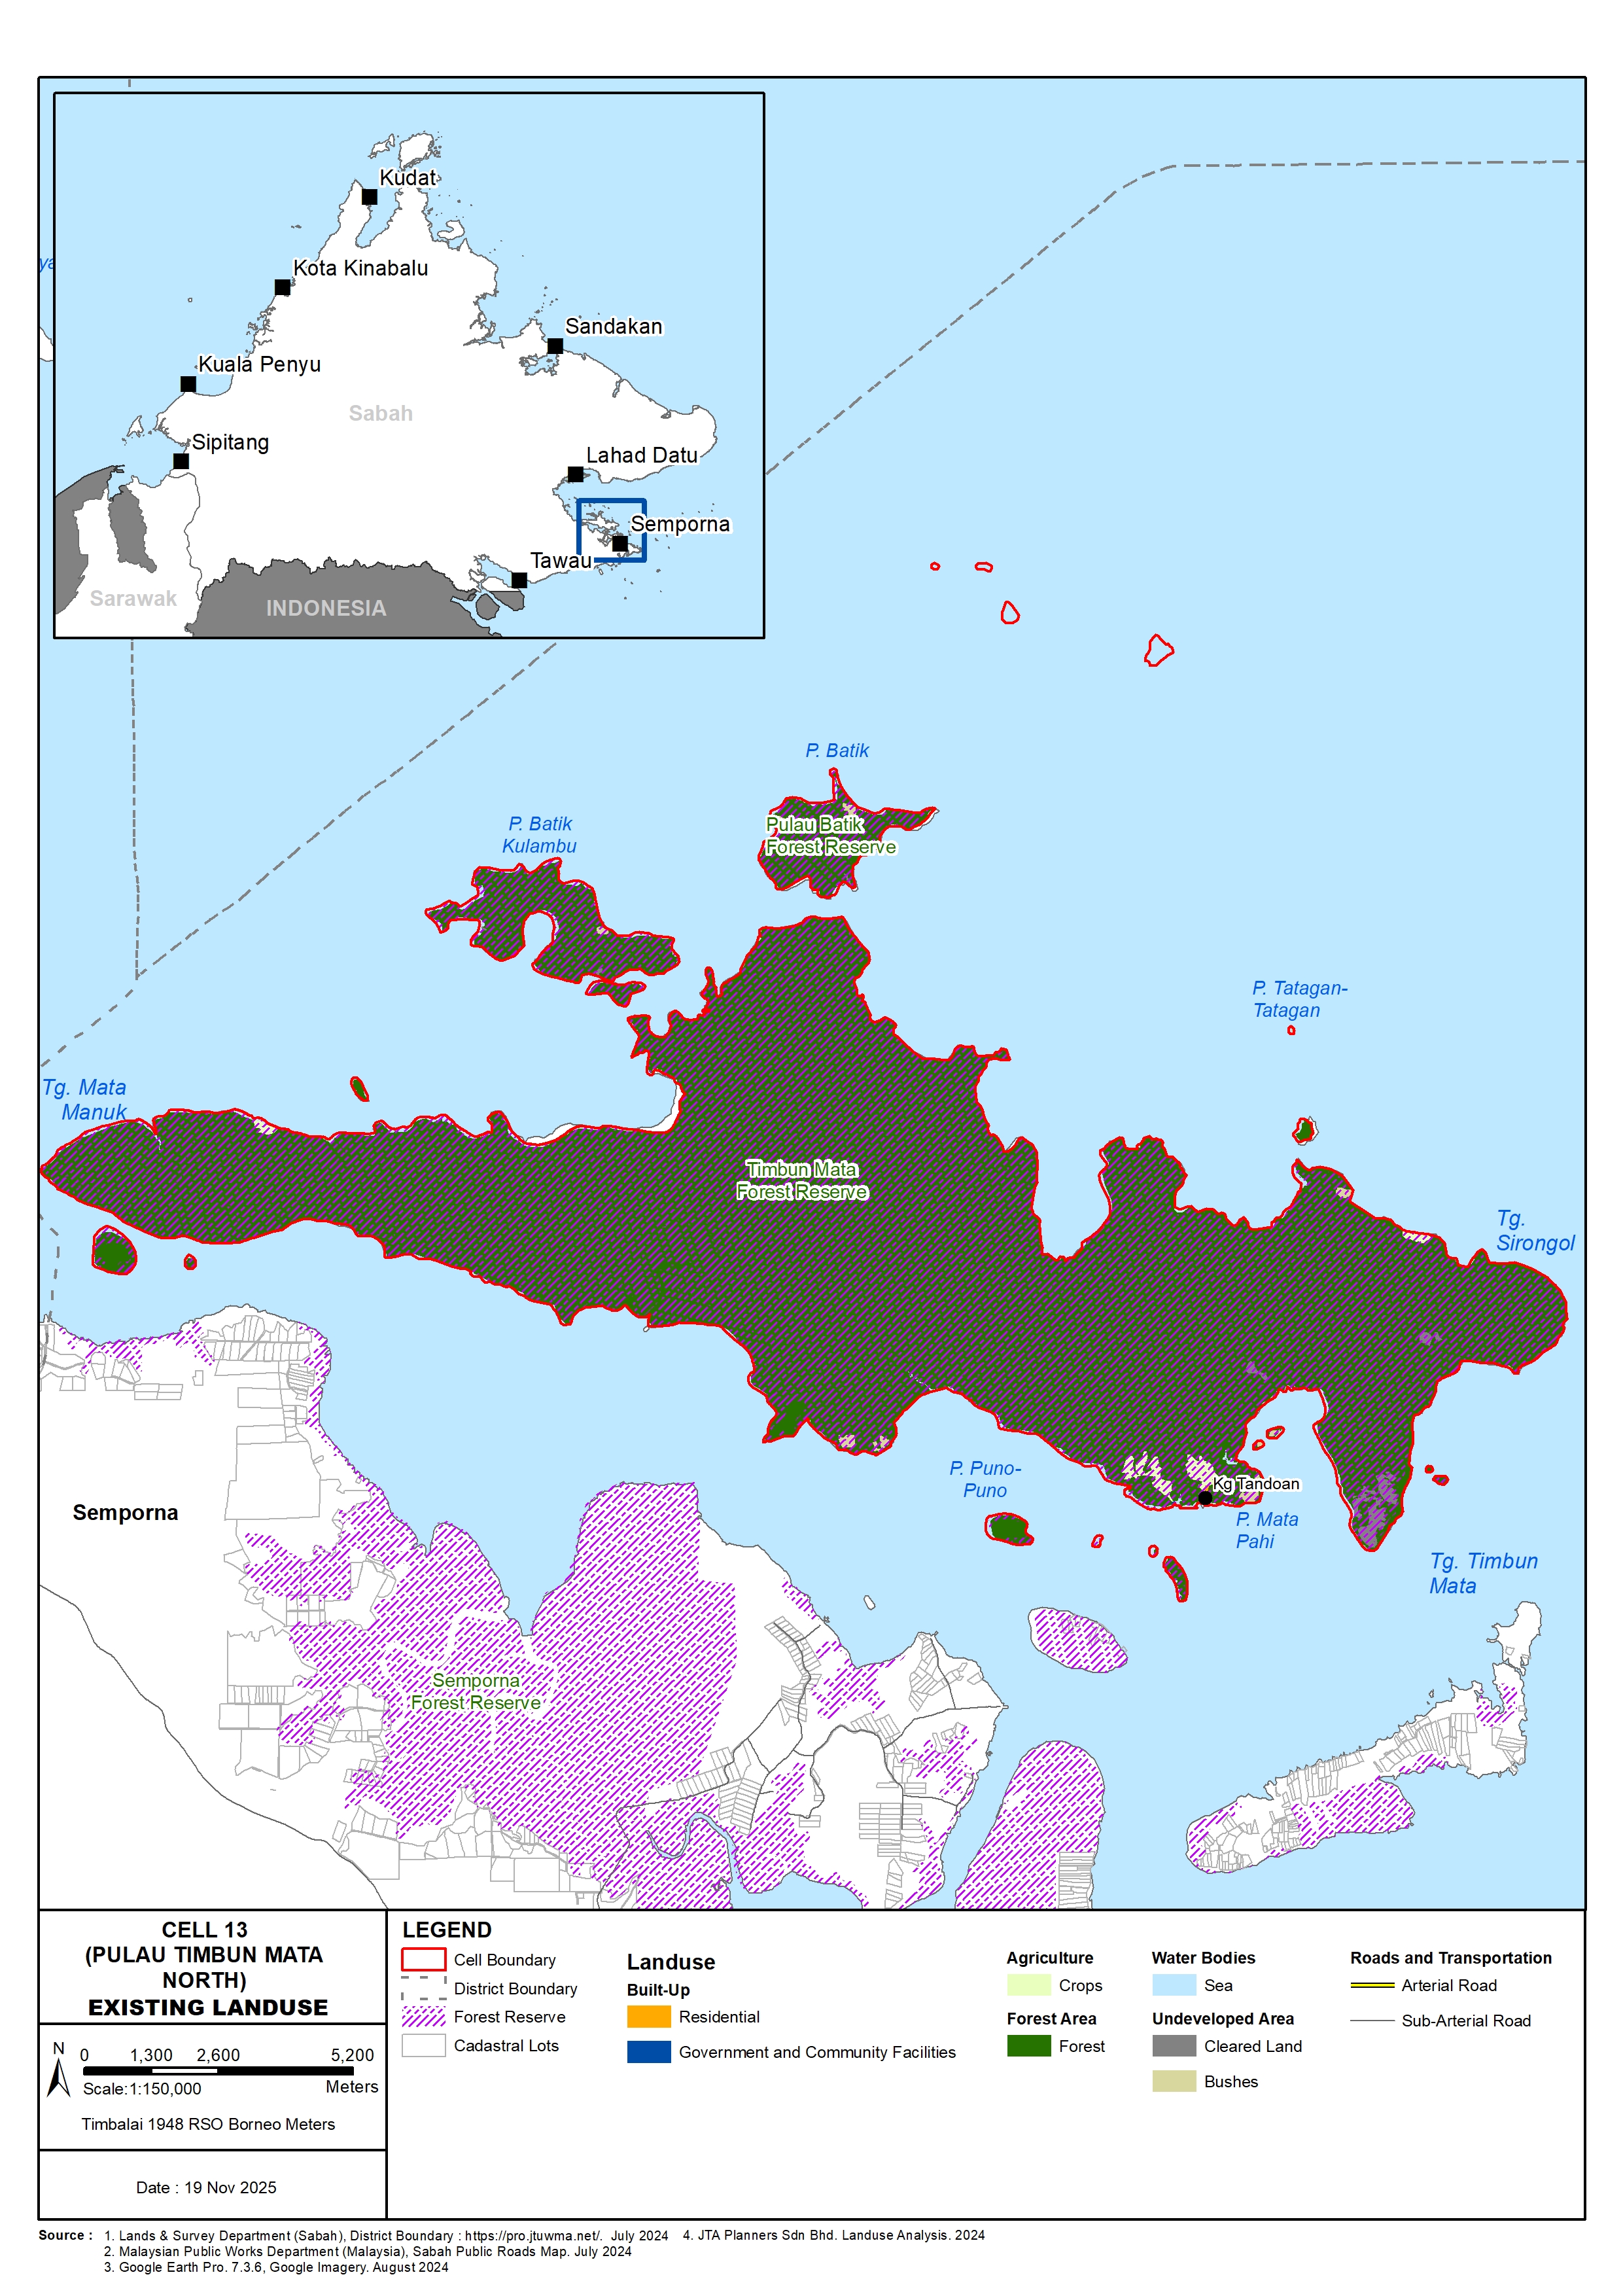 Kudat
Kota Kinabalu
Sandakan
Kuala Penyu
Sabah
Sipitang
Lahad Datu
Semporna
Tawau
Sarawak
INDONESIA
P. Batik
Pulau Batik
Forest Reserve
P. Batik
Kulambu
P. Tatagan-
Tatagan
Tg. Mata
Manuk
Timbun Mata
Forest Reserve
Tg.
Sirongol
P. Puno-
Puno
Kg Tandoan
P. Mata
Pahi
Semporna
Tg. Timbun
Mata
Semporna
Forest Reserve
CELL 13
(PULAU TIMBUN MATA
NORTH)
EXISTING LANDUSE
N
0 1,300 2,600 5,200
Scale:1:150,000 Meters
Timbalai 1948 RSO Borneo Meters
Date : 19 Nov 2025
LEGEND
Cell Boundary
District Boundary
Forest Reserve
Cadastral Lots
Landuse
Built-Up
Residential
Government and Community Facilities
Agriculture
Crops
Forest Area
Forest
Water Bodies
Sea
Undeveloped Area
Cleared Land
Bushes
Roads and Transportation
Arterial Road
Sub-Arterial Road
Source : 1. Lands & Survey Department (Sabah), District Boundary : https://pro.jtuwma.net/. July 2024 4. JTA Planners Sdn Bhd. Landuse Analysis. 2024
2. Malaysian Public Works Department (Malaysia), Sabah Public Roads Map. July 2024
3. Google Earth Pro. 7.3.6, Google Imagery. August 2024